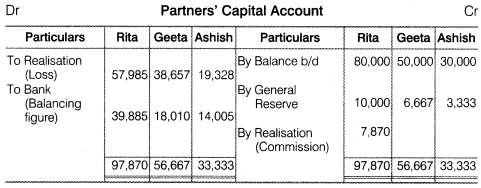 Dr Partners' Capital Account Cr
Particulars Rita Geeta Ashish Particulars Rita Geeta Ashish
To Realisation By Balance b/d 80,000 50,000 30,000
(Loss) 57,985 38,657 19,328
To Bank By General
(Balancing Reserve 10,000 6,667 3,333
figure) 39,885 18,010 14,005
By Realisation 7,870
(Commission)
97,870 56,667 33,333 97,870 56,667 33,333